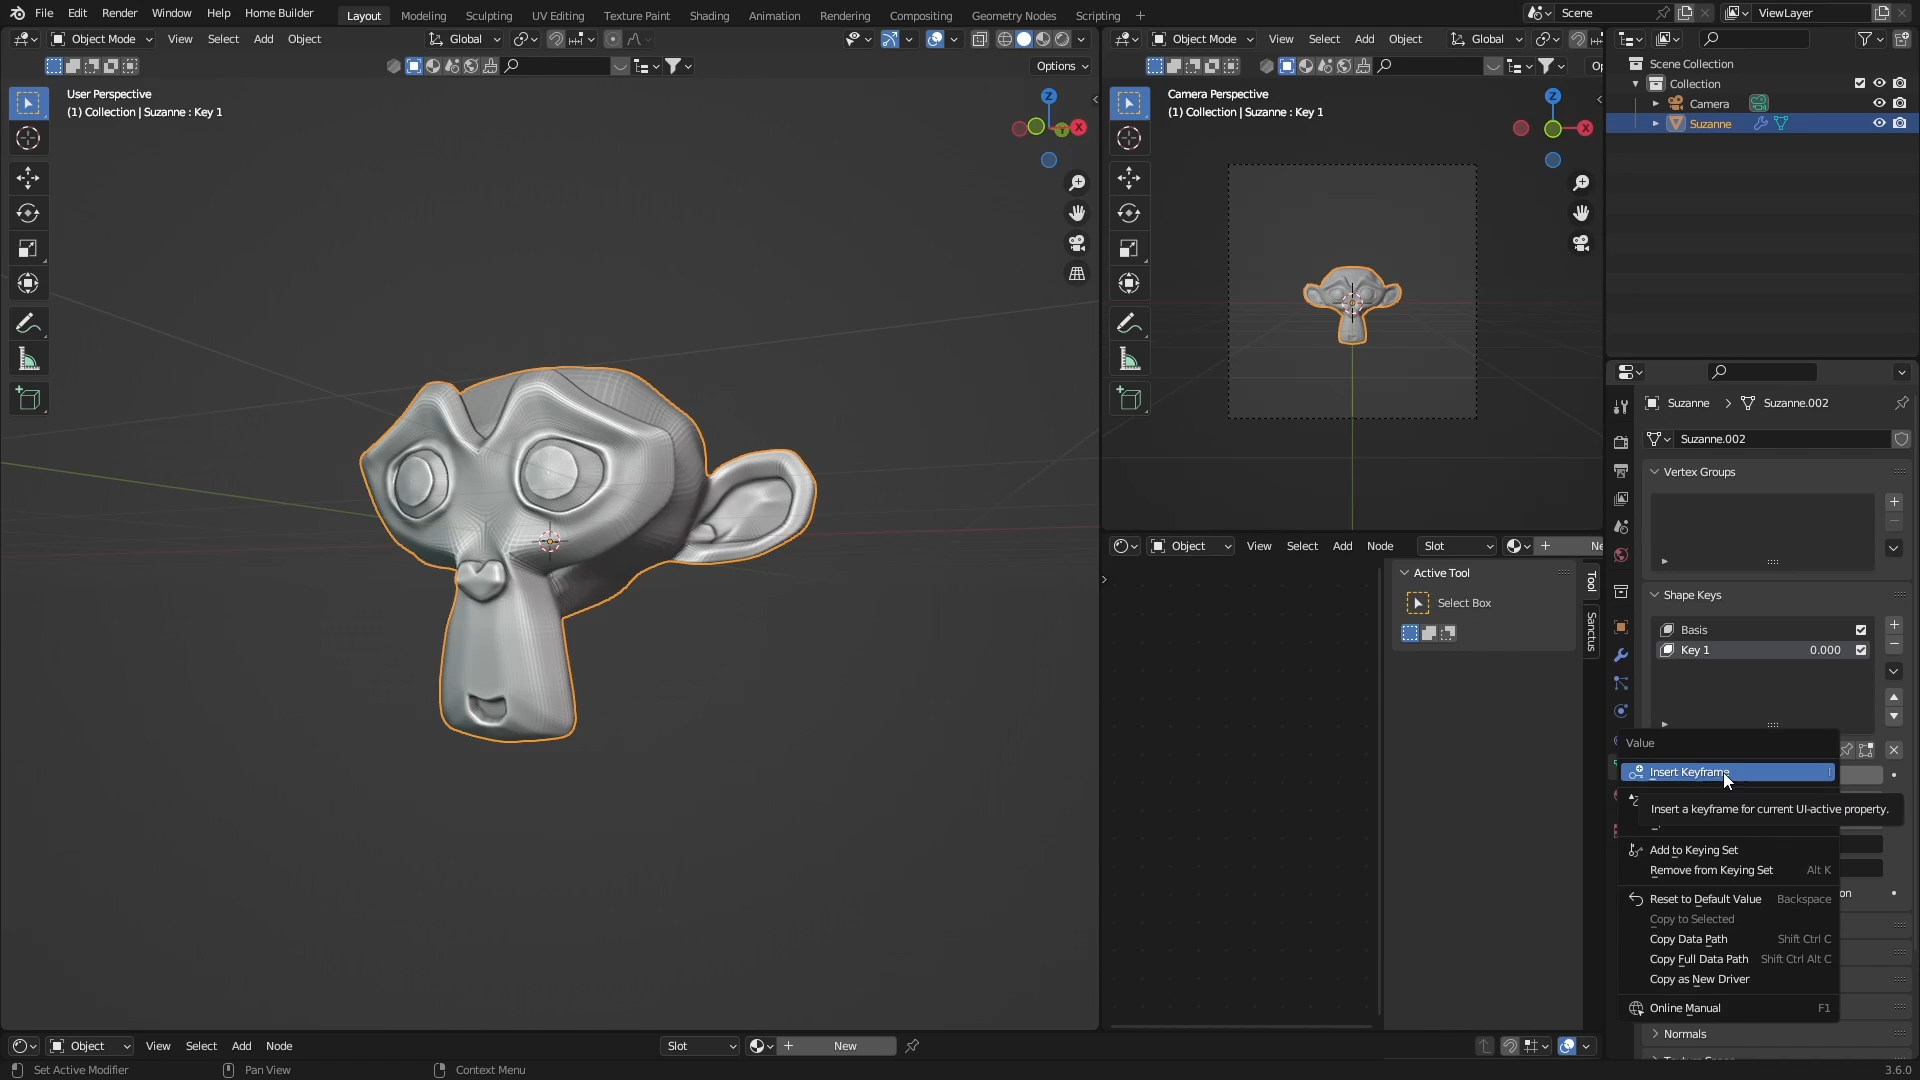 File Edit Render Window Help Home Builder Layout Modeling Sculpting UV Editing Texture Paint Shading Animation Rendering Compositing Geometry Nodes Scripting + Scene ViewLayer
Object Mode View Select Add Object Global
Options
User Perspective
(1) Collection | Suzanne : Key 1
Z
Y
X
Object Mode View Select Add Object Global
Op
Camera Perspective
(1) Collection | Suzanne : Key 1
Z
X
Object View Select Add Node Slot Ne
Active Tool
Select Box
Tool
Sanctus
Scene Collection
Collection
Camera
Suzanne
Suzanne > Suzanne.002
Suzanne.002
Vertex Groups
Shape Keys
Basis
Key 1 0.000
Value
Insert Keyframe I
Insert a keyframe for current UI-active property.
Add to Keying Set
Remove from Keying Set Alt K
Reset to Default Value Backspace
on
Copy to Selected
Copy Data Path Shift Ctrl C
Copy Full Data Path Shift Ctrl Alt C
Copy as New Driver
Online Manual F1
Normals
Object View Select Add Node Slot New
Set Active Modifier Pan View Context Menu 3.6.0